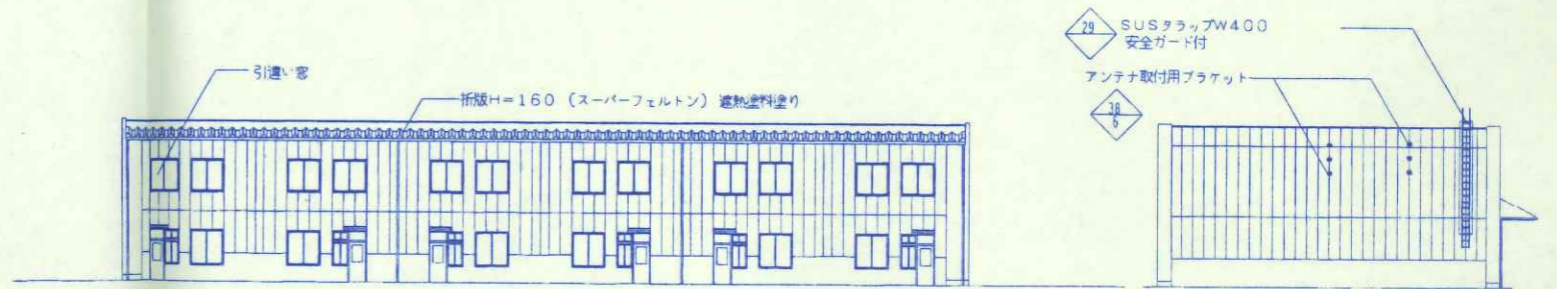 引違い窓
折版H=160 (スーパーフェルトン) 遮熱塗料塗り
29
SUSタラップW400
安全ガード付
アンテナ取付用ブラケット
38
6